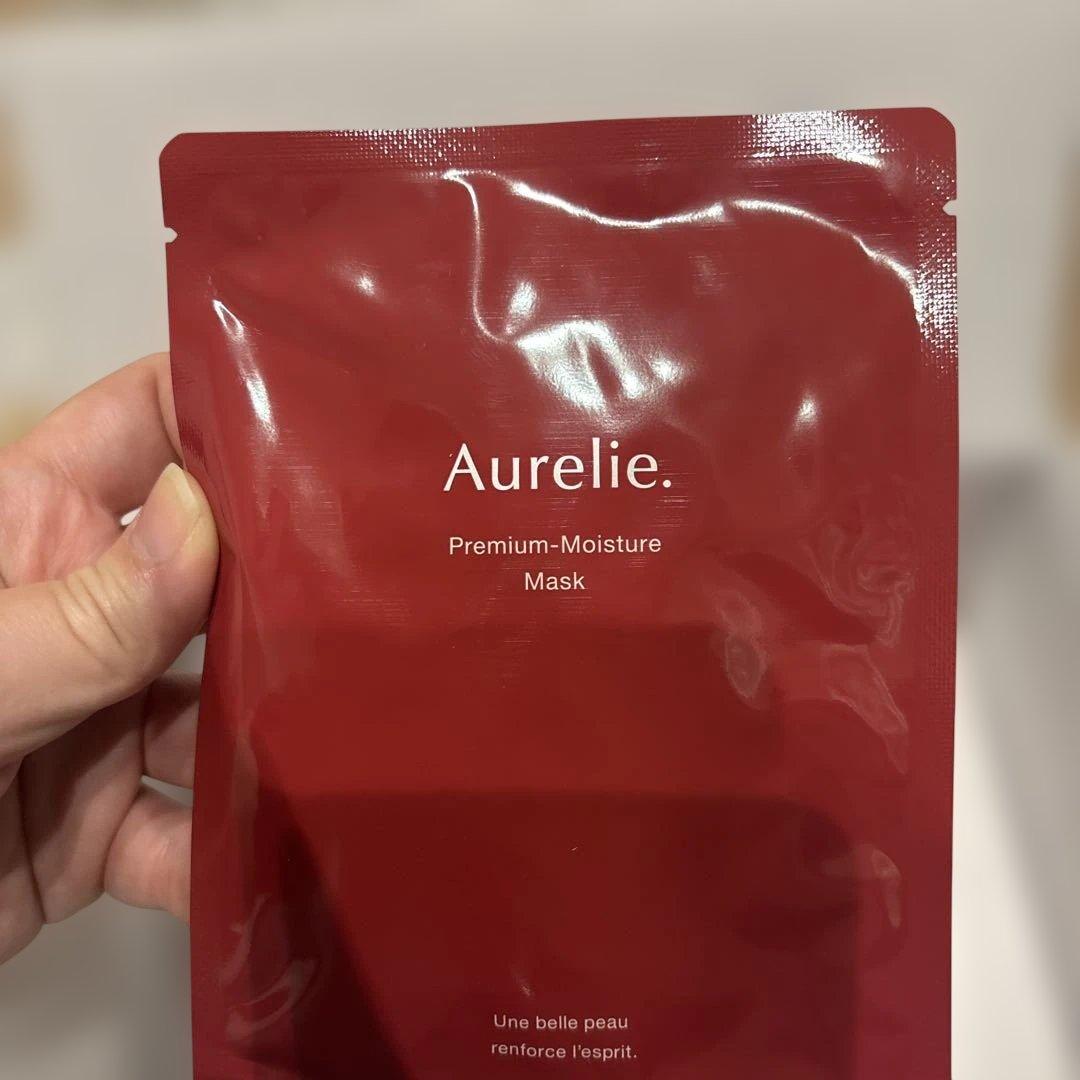 Aurelie.
Premium-Moisture
Mask
Une belle peau
renforce l'esprit.